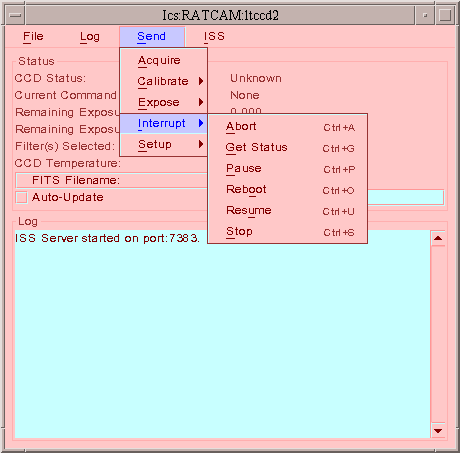 Ics:RATCAM:ltccd2
File Log Send ISS
Status
Acquire
CCD Status: Calibrate Unknown
Current Command Expose None
Remaining Exposu 0.000
Remaining Exposu Interrupt
Filter(s) Selected: Setup
CCD Temperature:
FITS Filename:
Auto-Update
Abort Ctrl+A
Get Status Ctrl+G
Pause Ctrl+P
Reboot Ctrl+O
Resume Ctrl+U
Stop Ctrl+S
Log
ISS Server started on port:7383.